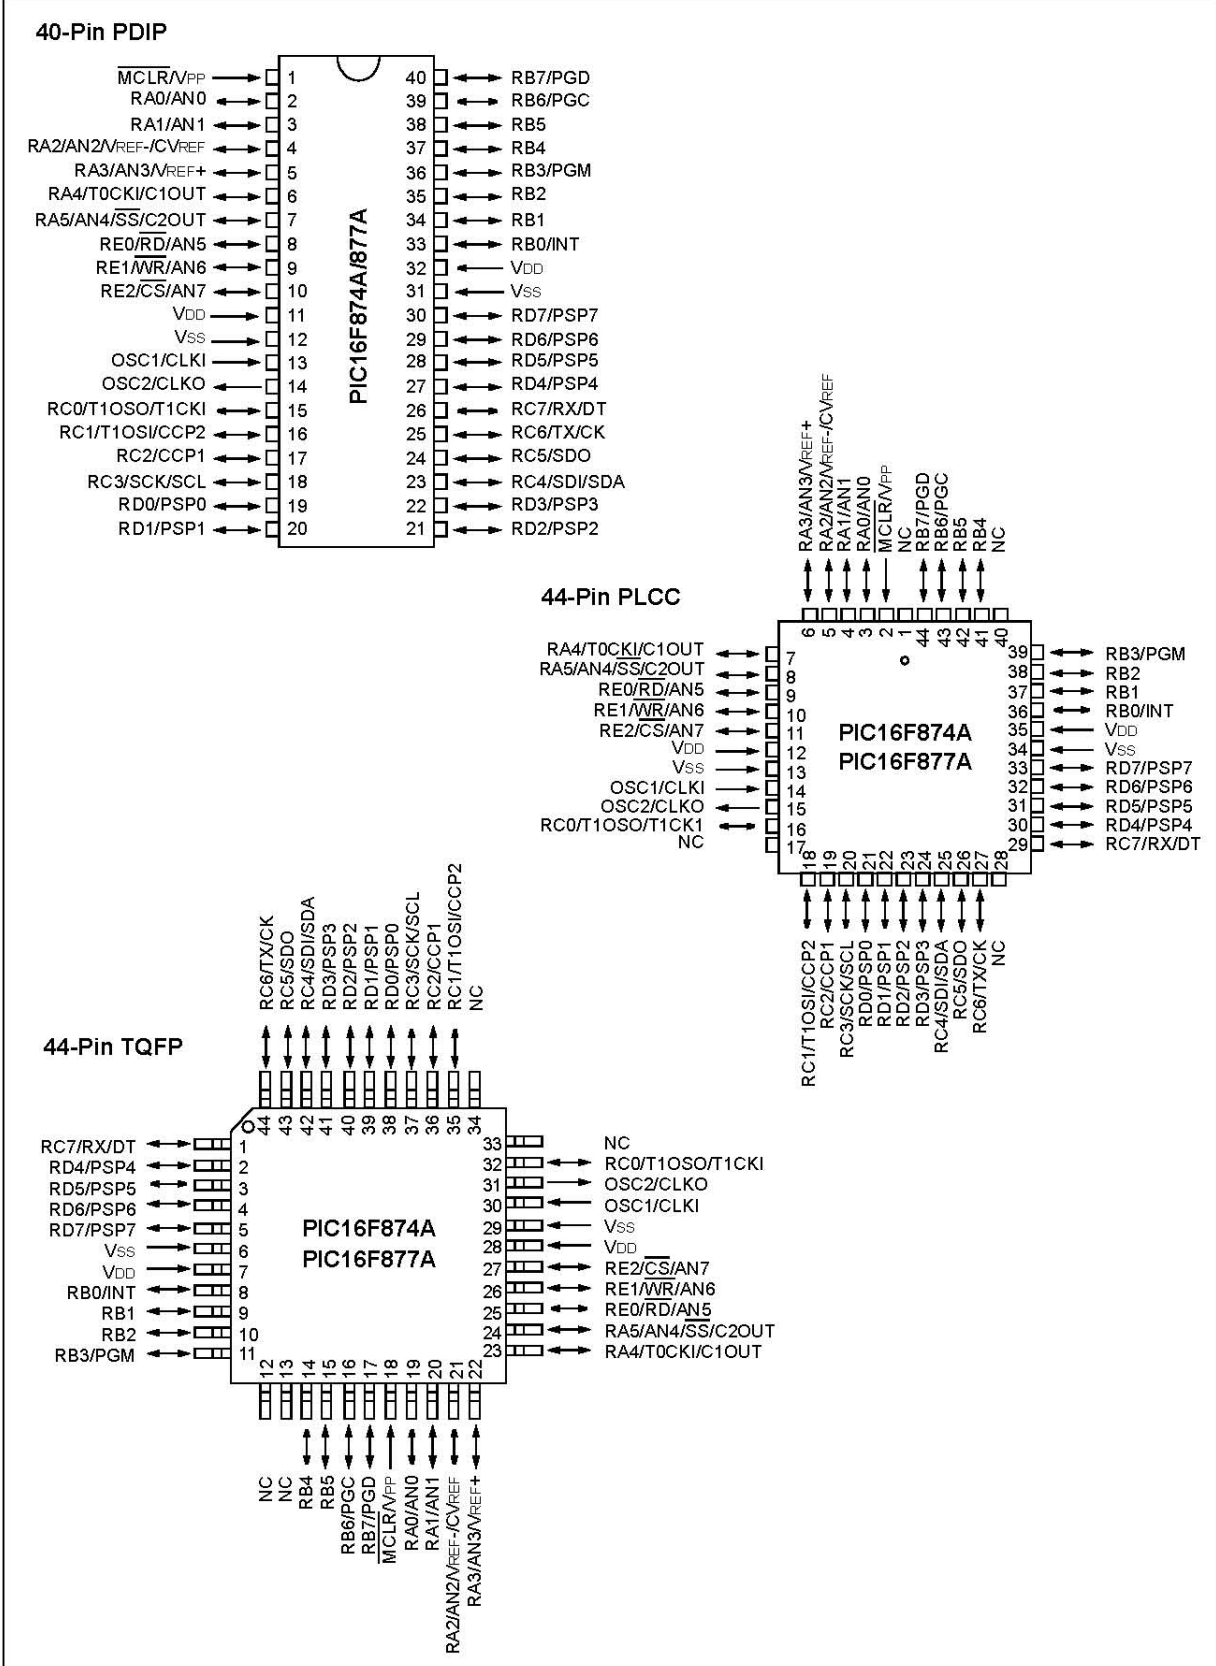 40-Pin PDIP
MCLR/VPP 1 40 RB7/PGD
RA0/AN0 2 39 RB6/PGC
RA1/AN1 3 38 RB5
RA2/AN2/VREF-/CVREF 4 37 RB4
RA3/AN3/VREF+ 5 36 RB3/PGM
RA4/T0CKI/C1OUT 6 35 RB2
RA5/AN4/SS/C2OUT 7 34 RB1
RE0/RD/AN5 8 33 RB0/INT
RE1/WR/AN6 9 32 VDD
RE2/CS/AN7 10 31 VSS
VDD 11 30 RD7/PSP7
VSS 12 29 RD6/PSP6
OSC1/CLKI 13 28 RD5/PSP5
OSC2/CLKO 14 27 RD4/PSP4
RC0/T1OSO/T1CKI 15 26 RC7/RX/DT
RC1/T1OSI/CCP2 16 25 RC6/TX/CK
RC2/CCP1 17 24 RC5/SDO
RC3/SCK/SCL 18 23 RC4/SDI/SDA
RD0/PSP0 19 22 RD3/PSP3
RD1/PSP1 20 21 RD2/PSP2
PIC16F874A/877A
44-Pin PLCC
RA3/AN3/VREF+
RA2/AN2/VREF-/CVREF
RA1/AN1
RA0/AN0
MCLR/VPP
NC
RB7/PGD
RB6/PGC
RB5
RB4
NC
6 5 4 3 2 1 44 43 42 41 40
RA4/T0CKI/C1OUT 7 39 RB3/PGM
RA5/AN4/SS/C2OUT 8 38 RB2
RE0/RD/AN5 9 37 RB1
RE1/WR/AN6 10 36 RB0/INT
RE2/CS/AN7 11 35 VDD
VDD 12 34 VSS
VSS 13 33 RD7/PSP7
OSC1/CLKI 14 32 RD6/PSP6
OSC2/CLKO 15 31 RD5/PSP5
RC0/T1OSO/T1CK1 16 30 RD4/PSP4
NC 17 29 RC7/RX/DT
PIC16F874A
PIC16F877A
18 19 20 21 22 23 24 25 26 27 28
RC1/T1OSI/CCP2
RC2/CCP1
RC3/SCK/SCL
RD0/PSP0
RD1/PSP1
RD2/PSP2
RD3/PSP3
RC4/SDI/SDA
RC5/SDO
RC6/TX/CK
NC
44-Pin TQFP
RC6/TX/CK
RC5/SDO
RC4/SDI/SDA
RD3/PSP3
RD2/PSP2
RD1/PSP1
RD0/PSP0
RC3/SCK/SCL
RC2/CCP1
RC1/T1OSI/CCP2
NC
44 43 42 41 40 39 38 37 36 35 34
RC7/RX/DT 1 33 NC
RD4/PSP4 2 32 RC0/T1OSO/T1CKI
RD5/PSP5 3 31 OSC2/CLKO
RD6/PSP6 4 30 OSC1/CLKI
RD7/PSP7 5 29 VSS
VSS 6 28 VDD
VDD 7 27 RE2/CS/AN7
RB0/INT 8 26 RE1/WR/AN6
RB1 9 25 RE0/RD/AN5
RB2 10 24 RA5/AN4/SS/C2OUT
RB3/PGM 11 23 RA4/T0CKI/C1OUT
PIC16F874A
PIC16F877A
12 13 14 15 16 17 18 19 20 21 22
NC
NC
RB4
RB5
RB6/PGC
RB7/PGD
MCLR/VPP
RA0/AN0
RA1/AN1
RA2/AN2/VREF-/CVREF
RA3/AN3/VREF+